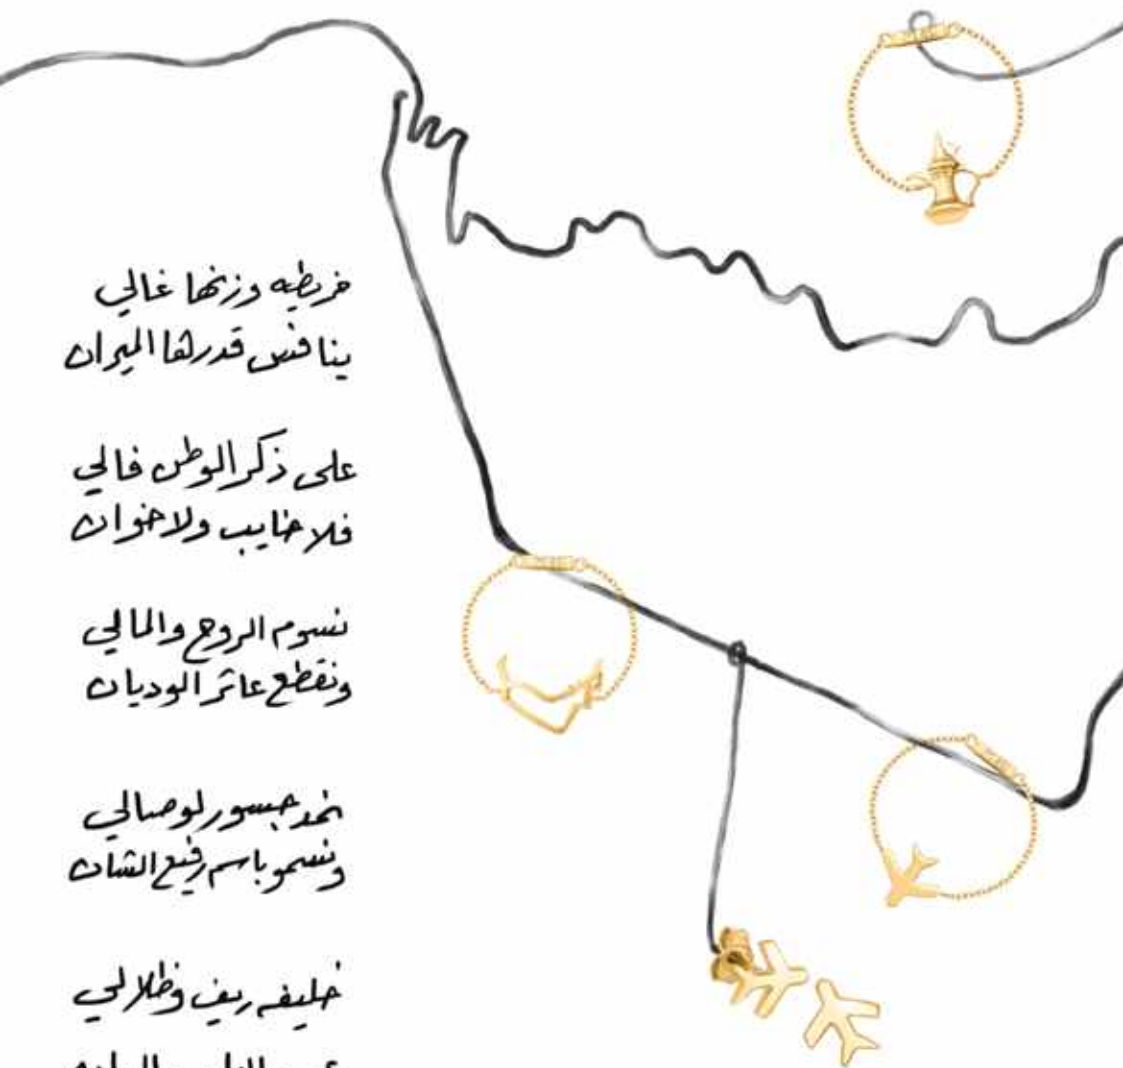 خريطه وزنها غالي
ينافس قدرها الميزان
على ذكر الوطن فالي
فلا خايب ولا خوان
نسوم الروح والمالي
ونقطع عاثر الوديان
نمد جسور لوصالي
ونسمو باسم رفيع الشان
خليفه ريف وظلالي